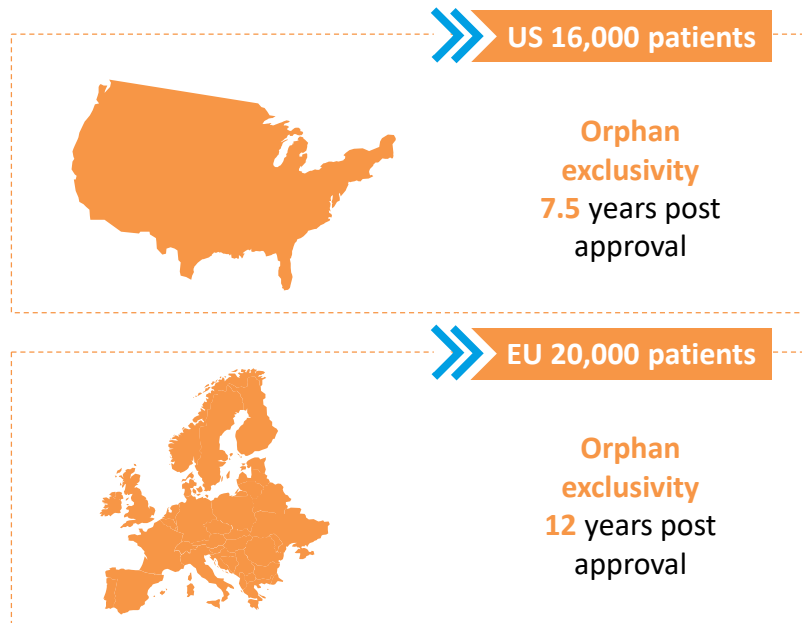 US 16,000 patients
Orphan
exclusivity
7.5 years post
approval
EU 20,000 patients
Orphan
exclusivity
12 years post
approval